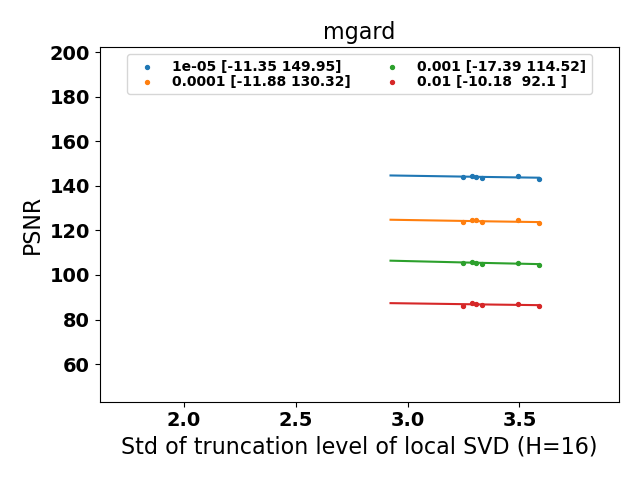 mgard
1e-05 [-11.35 149.95]
0.0001 [-11.88 130.32]
0.001 [-17.39 114.52]
0.01 [-10.18  92.1 ]
200
180
160
140
120
100
80
60
PSNR
2.0 2.5 3.0 3.5
Std of truncation level of local SVD (H=16)